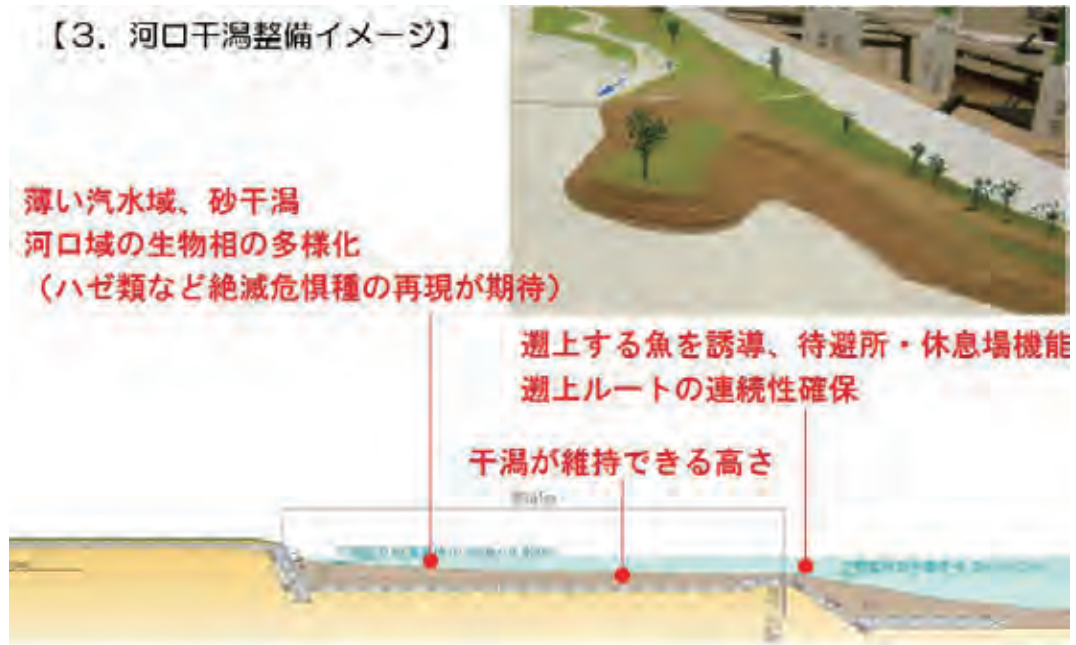 【3. 河口干潟整備イメージ】
薄い汽水域、砂干潟
河口域の生物相の多様化
（ハゼ類など絶滅危惧種の再現が期待）
遡上する魚を誘導、待避所・休息場機能
遡上ルートの連続性確保
干潟が維持できる高さ